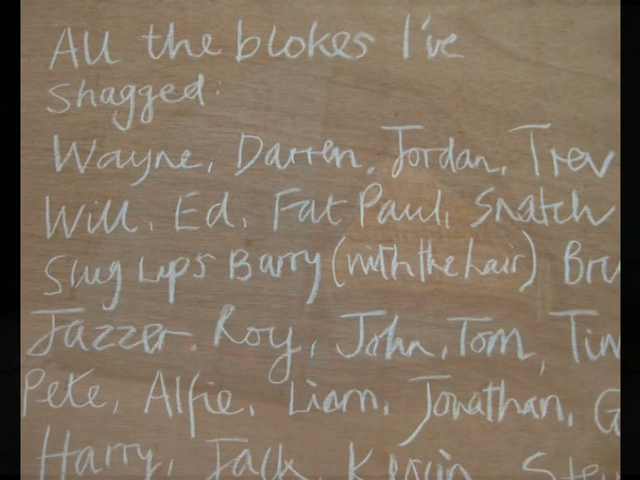 All the blokes I've
shagged:
Wayne, Darren, Jordan, Trev
Will, Ed, Fat Paul, Snatch
Slug Lips Barry (with the hair)
Jazzer, Roy, John, Tom,
Pete, Alfie, Liam, Jonathan,
Harry, Jack, Kevin,